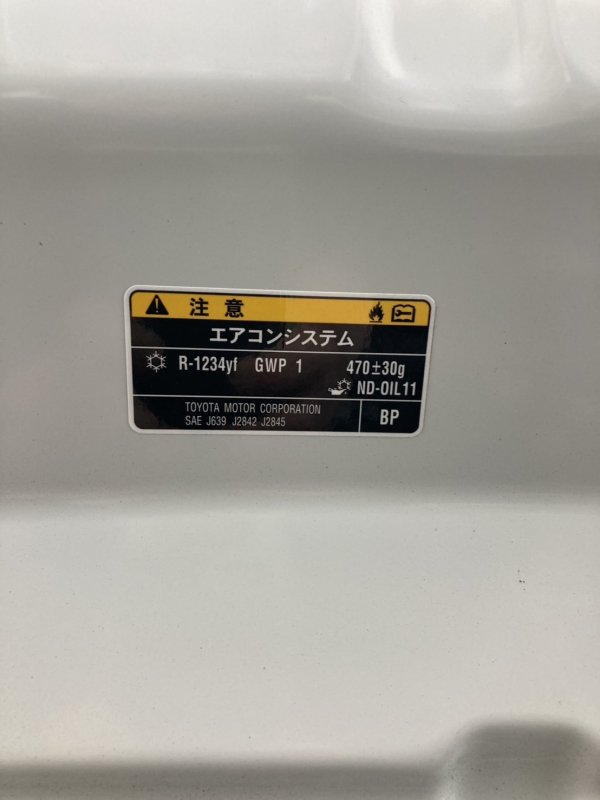 注意
エアコンシステム
R-1234yf GWP 1 470±30g
ND-OIL11
TOYOTA MOTOR CORPORATION
SAE J639 J2842 J2845
BP